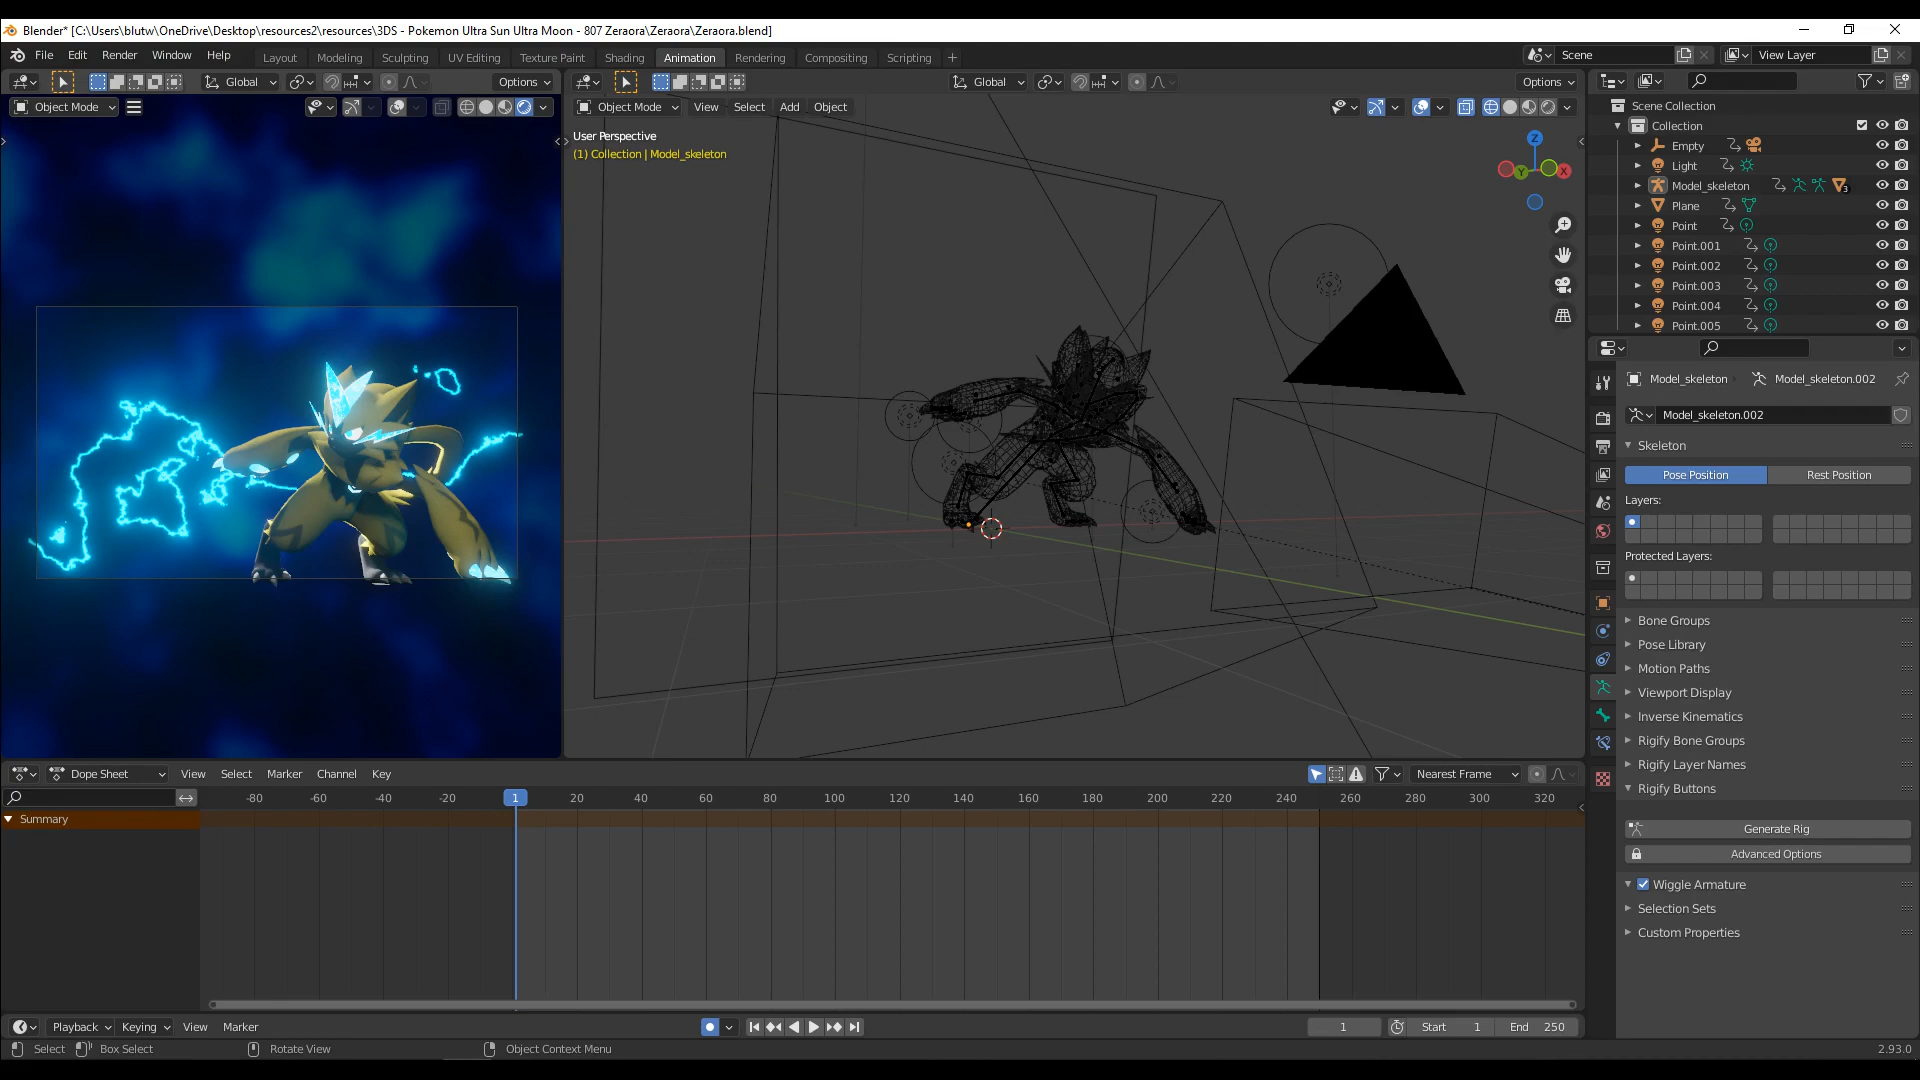 Blender* [C:\Users\blutw\OneDrive\Desktop\resources2\resources\3DS - Pokemon Ultra Sun Ultra Moon - 807 Zeraora\Zeraora\Zeraora.blend]
File Edit Render Window Help
Layout Modeling Sculpting UV Editing Texture Paint Shading Animation Rendering Compositing Scripting +
Scene
View Layer
Global
Options
Global
Options
Object Mode
Object Mode View Select Add Object
User Perspective
(1) Collection | Model_skeleton
Z
Y
X
Scene Collection
Collection
Empty
Light
Model_skeleton
3
Plane
Point
Point.001
Point.002
Point.003
Point.004
Point.005
Model_skeleton Model_skeleton.002
Model_skeleton.002
Skeleton
Pose Position Rest Position
Layers:
Protected Layers:
Bone Groups
Pose Library
Motion Paths
Viewport Display
Inverse Kinematics
Rigify Bone Groups
Rigify Layer Names
Rigify Buttons
Generate Rig
Advanced Options
Wiggle Armature
Selection Sets
Custom Properties
Dope Sheet View Select Marker Channel Key
Nearest Frame
-80 -60 -40 -20 1 20 40 60 80 100 120 140 160 180 200 220 240 260 280 300 320
Summary
Playback Keying View Marker
1 Start 1 End 250
Select Box Select Rotate View Object Context Menu
2.93.0